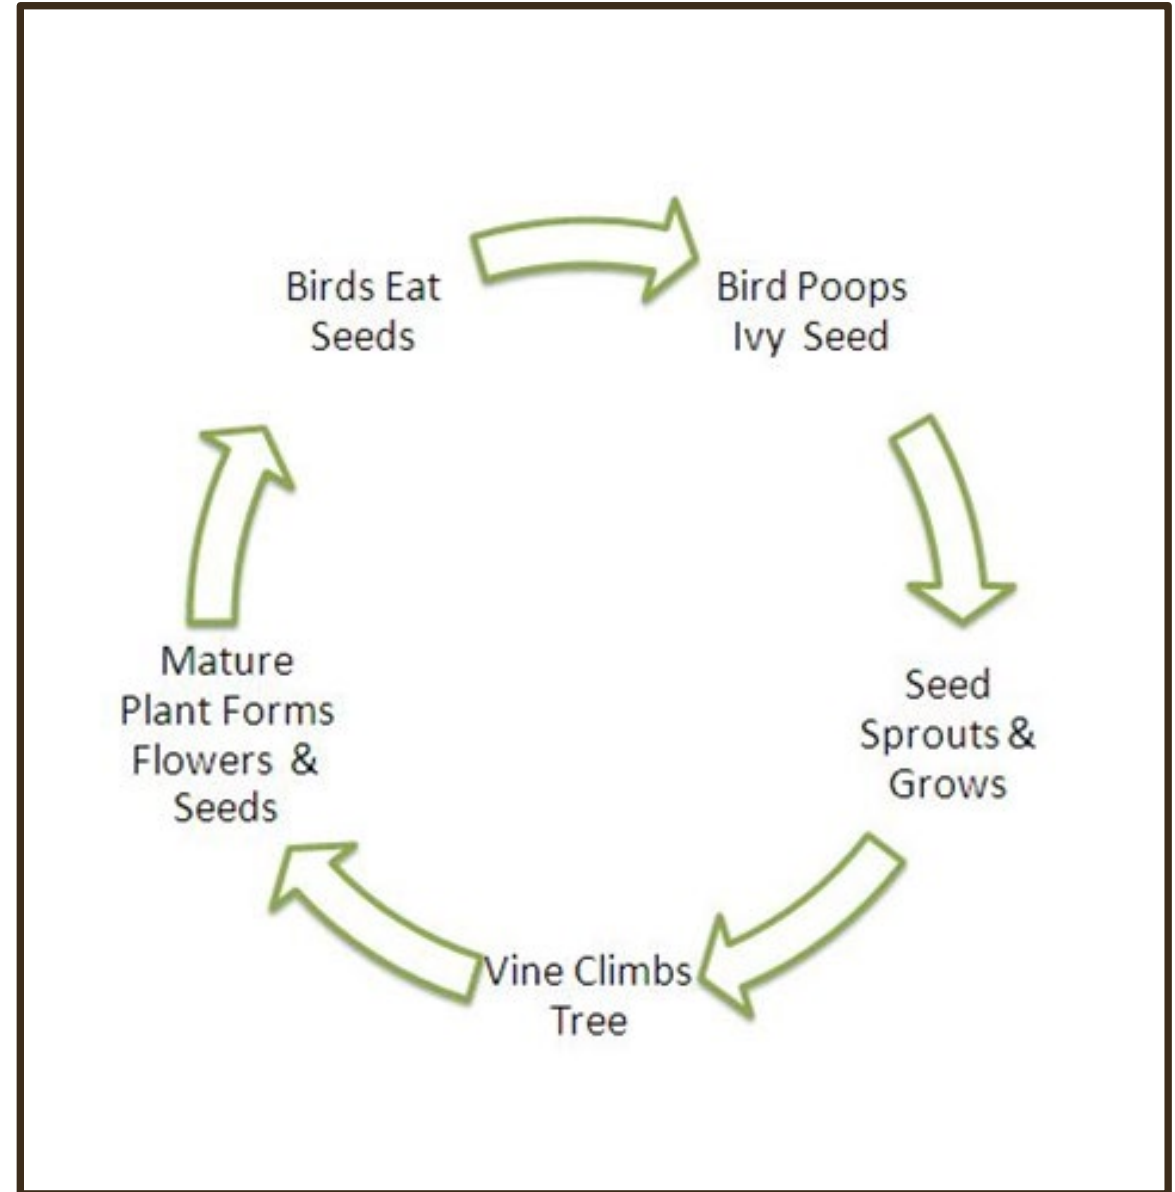 Birds Eat
Seeds
Bird Poops
Ivy Seed
Seed
Sprouts &
Grows
Vine Climbs
Tree
Mature
Plant Forms
Flowers &
Seeds